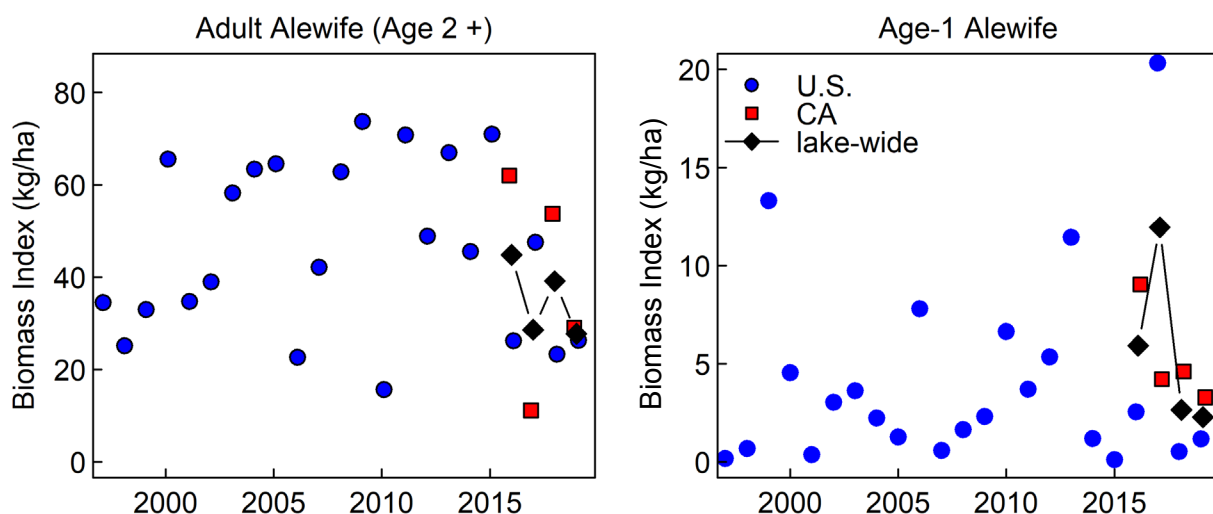 Adult Alewife (Age 2 +)
Biomass Index (kg/ha)
80
60
40
20
0
2000 2005 2010 2015
Age-1 Alewife
Biomass Index (kg/ha)
20
15
10
5
0
U.S.
CA
lake-wide
2000 2005 2010 2015